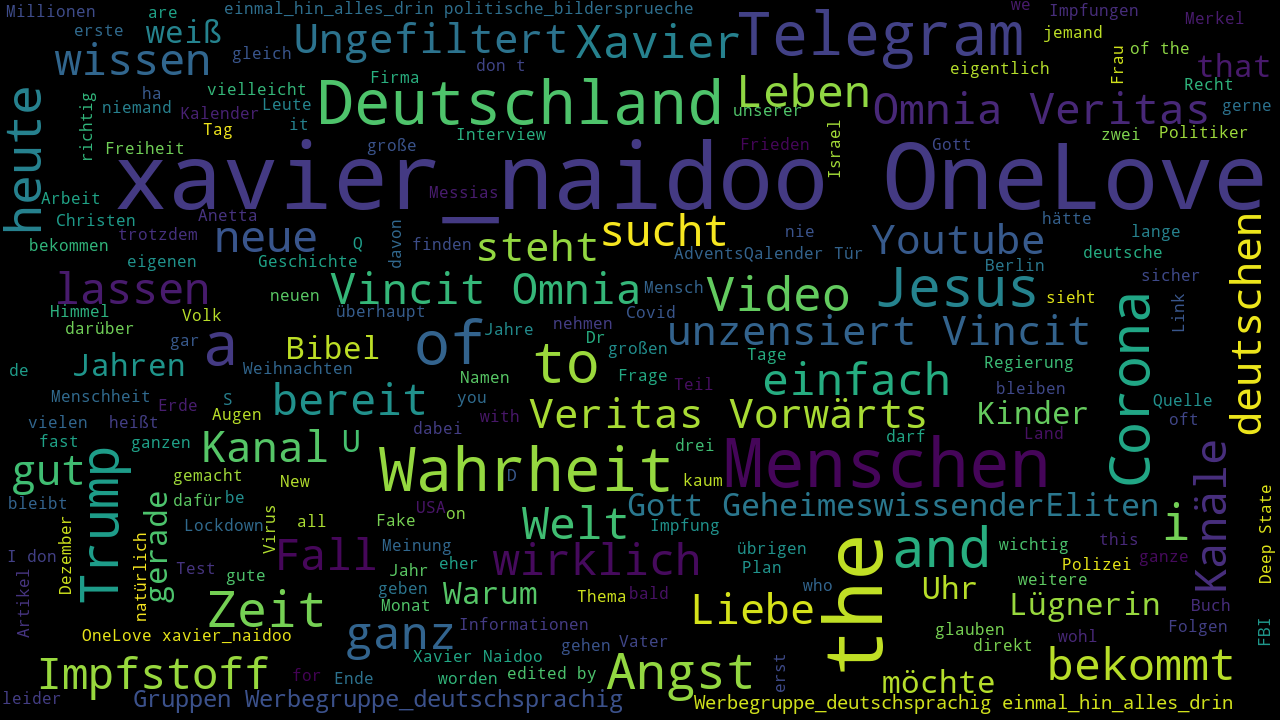 Millionen are einmal_hin_alles_drin politische_bildersprueche we Impfungen Merkel
erste weiß Ungefiltert Xavier Telegram jemand
wissen gleich don t eigentlich Frau of the that
ha vielleicht Firma Deutschland Leben Recht
niemand Kalender Leute unserer Omnia Veritas gerne
heute richtig Tag it Interview zwei Politiker
Freiheit große Frieden Israel Gott
xavier_naidoo OneLove
Arbeit Messias
Christen Anetta sucht hätte lange
trotzdem neue davon nie Youtube deutschen
bekommen Q finden steht AdventsQalender Tür deutsche
eigenen Geschichte Berlin
lassen neuen Vincit Omnia Mensch Video Jesus sicher
Himmel Volk überhaupt Covid sieht Link
darüber nehmen unzensiert Vincit Corona
gar a Bibel of Jahre Dr großen Tage
de Jahren Weihnachten to Frage Regierung
Menschheit S Namen Teil einfach bleiben
Erde Augen bereit you Quelle
vielen heißt with Veritas Vorwärts Kinder oft
fast ganzen Kanal U dabei drei darf Land
gut Trump Wahrheit Menschen Kanäle
gemacht New D kaum
bleibt gerade dafür be USA Gott GeheimeswissenderEliten Deep State
Dezember Lockdown Virus all Fake on Welt Impfung i
I don natürlich Fall Meinung wirklich übrigen the and wichtig this ganze
Test gute Jahr eher Plan Polizei
Artikel geben Warum Thema bald who Uhr weitere
Zeit Monat Liebe Lügnerin Buch
OneLove xavier_naidoo ganz Informationen glauben Folgen FBI
gehen Vater direkt wohl
Impfstoff Xavier Naidoo Angst erst bekommt
for Ende worden edited by möchte
leider Gruppen Werbegruppe_deutschsprachig Werbegruppe_deutschsprachig einmal_hin_alles_drin